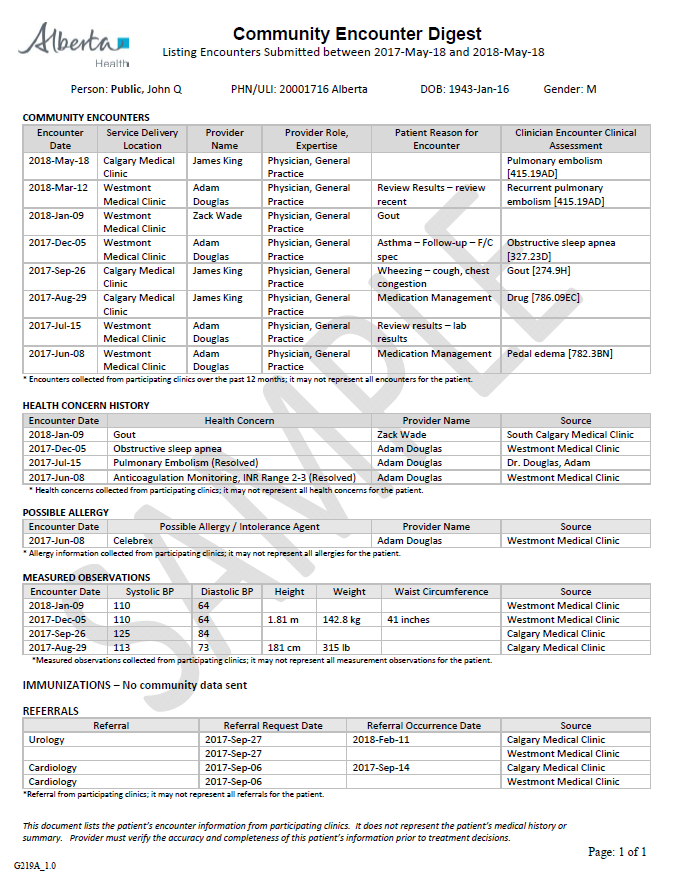 Alberta
Health
Community Encounter Digest
Listing Encounters Submitted between 2017-May-18 and 2018-May-18
Person: Public, John Q PHN/ULI: 20001716 Alberta DOB: 1943-Jan-16 Gender: M
COMMUNITY ENCOUNTERS
Encounter Date Service Delivery Location Provider Name Provider Role, Expertise Patient Reason for Encounter Clinician Encounter Clinical Assessment
2018-May-18 Calgary Medical Clinic James King Physician, General Practice Pulmonary embolism [415.19AD]
2018-Mar-12 Westmont Medical Clinic Adam Douglas Physician, General Practice Review Results – review recent Recurrent pulmonary embolism [415.19AD]
2018-Jan-09 Westmont Medical Clinic Zack Wade Physician, General Practice Gout
2017-Dec-05 Westmont Medical Clinic Adam Douglas Physician, General Practice Asthma – Follow-up – F/C spec Obstructive sleep apnea [327.23D]
2017-Sep-26 Calgary Medical Clinic James King Physician, General Practice Wheezing – cough, chest congestion Gout [274.9H]
2017-Aug-29 Calgary Medical Clinic James King Physician, General Practice Medication Management Drug [786.09EC]
2017-Jul-15 Westmont Medical Clinic Adam Douglas Physician, General Practice Review results – lab results
2017-Jun-08 Westmont Medical Clinic Adam Douglas Physician, General Practice Medication Management Pedal edema [782.3BN]
* Encounters collected from participating clinics over the past 12 months; it may not represent all encounters for the patient.
HEALTH CONCERN HISTORY
Encounter Date Health Concern Provider Name Source
2018-Jan-09 Gout Zack Wade South Calgary Medical Clinic
2017-Dec-05 Obstructive sleep apnea Adam Douglas Westmont Medical Clinic
2017-Jul-15 Pulmonary Embolism (Resolved) Adam Douglas Dr. Douglas, Adam
2017-Jun-08 Anticoagulation Monitoring, INR Range 2-3 (Resolved) Adam Douglas Westmont Medical Clinic
* Health concerns collected from participating clinics; it may not represent all health concerns for the patient.
POSSIBLE ALLERGY
Encounter Date Possible Allergy / Intolerance Agent Provider Name Source
2017-Jun-08 Celebrex Adam Douglas Westmont Medical Clinic
* Allergy information collected from participating clinics; it may not represent all allergies for the patient.
MEASURED OBSERVATIONS
Encounter Date Systolic BP Diastolic BP Height Weight Waist Circumference Source
2018-Jan-09 110 64 Westmont Medical Clinic
2017-Dec-05 110 64 1.81 m 142.8 kg 41 inches Westmont Medical Clinic
2017-Sep-26 125 84 Calgary Medical Clinic
2017-Aug-29 113 73 181 cm 315 lb Calgary Medical Clinic
*Measured observations collected from participating clinics; it may not represent all measurement observations for the patient.
IMMUNIZATIONS – No community data sent
REFERRALS
Referral Referral Request Date Referral Occurrence Date Source
Urology 2017-Sep-27 2018-Feb-11 Calgary Medical Clinic
2017-Sep-27 Westmont Medical Clinic
Cardiology 2017-Sep-06 2017-Sep-14 Calgary Medical Clinic
Cardiology 2017-Sep-06 Westmont Medical Clinic
*Referral from participating clinics; it may not represent all referrals for the patient.
This document lists the patient's encounter information from participating clinics. It does not represent the patient's medical history or
summary. Provider must verify the accuracy and completeness of this patient's information prior to treatment decisions.
Page: 1 of 1
G219A_1.0
SAMPLE